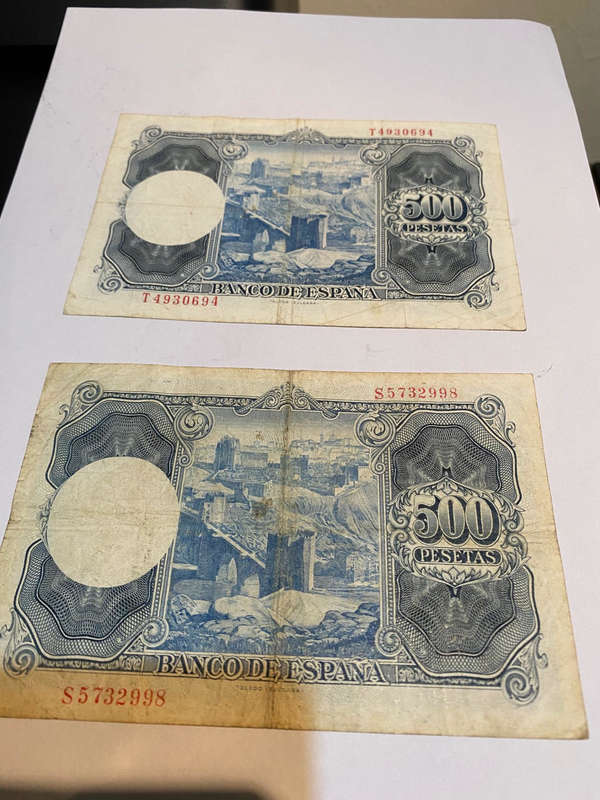 T4930694
500
PESETAS
BANCO DE ESPAÑA
T4930694
S5732998
500
PESETAS
BANCO DE ESPAÑA
S5732998